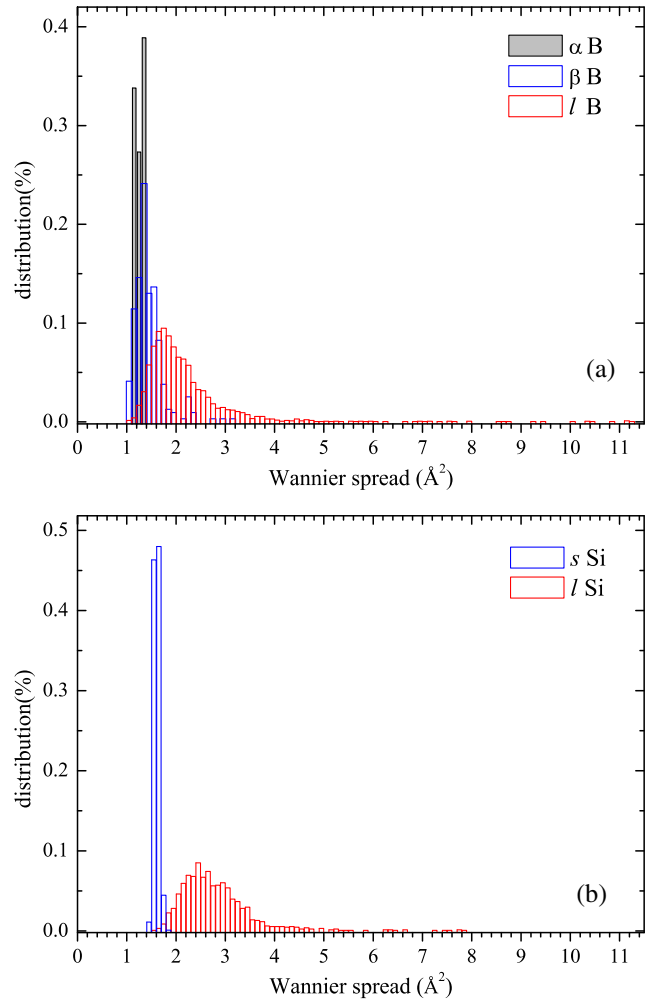 0.4
0.3
0.2
0.1
0.0
distribution(%)
α B
β B
l B
(a)
0 1 2 3 4 5 6 7 8 9 10 11
Wannier spread (Å²)
0.5
0.4
0.3
0.2
0.1
0.0
distribution(%)
s Si
l Si
(b)
0 1 2 3 4 5 6 7 8 9 10 11
Wannier spread (Å²)